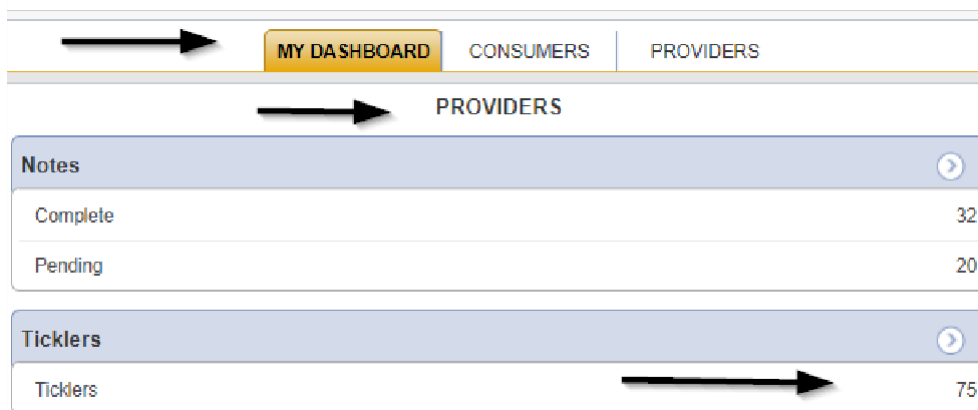 MY DASHBOARD CONSUMERS PROVIDERS
PROVIDERS
Notes
Complete 32
Pending 20
Ticklers
Ticklers 75